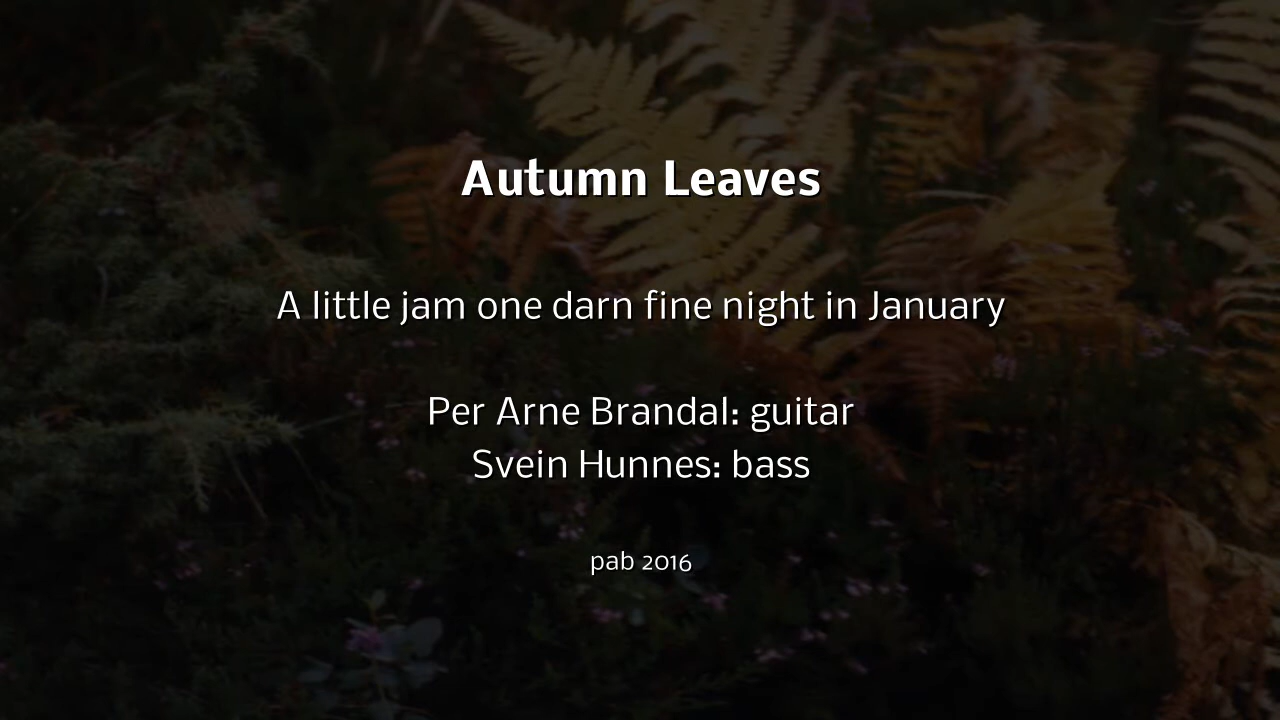 Autumn Leaves
A little jam one darn fine night in January
Per Arne Brandal: guitar
Svein Hunnes: bass
pab 2016